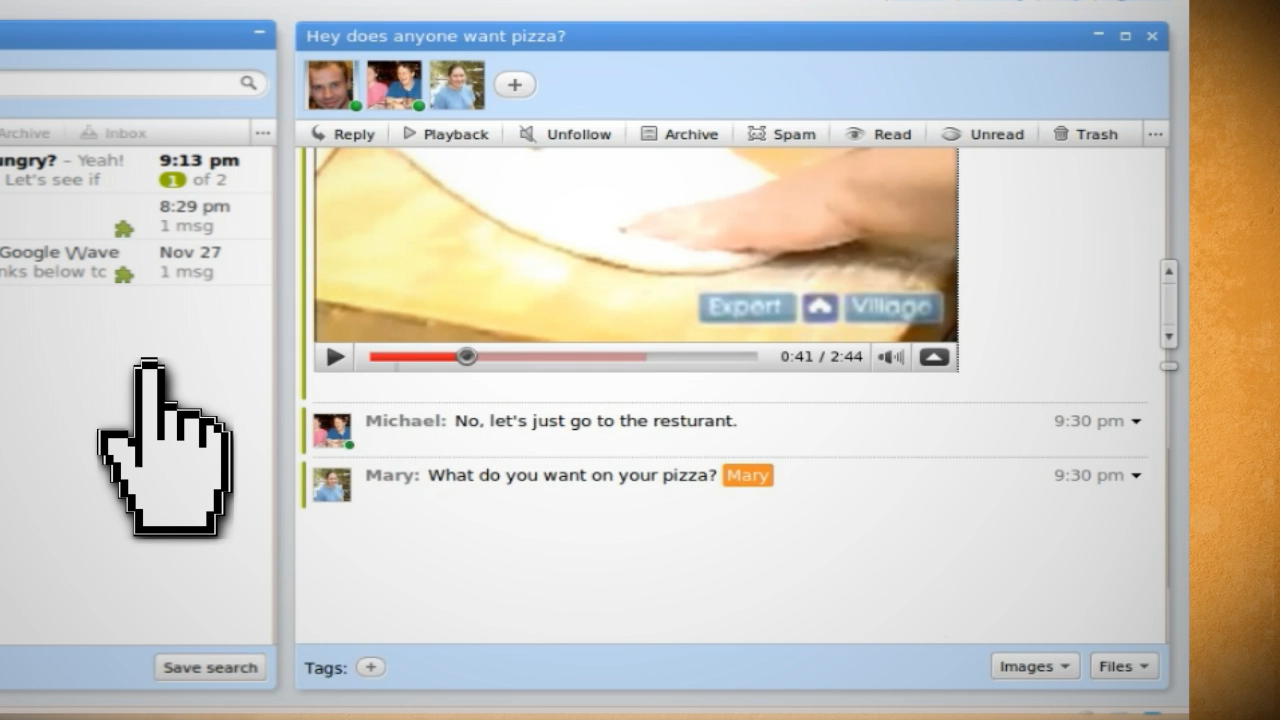 Hey does anyone want pizza?
Archive Inbox ...
Reply Playback Unfollow Archive Spam Read Unread Trash ...
ungry? – Yeah! 9:13 pm
Let's see if 1 of 2
8:29 pm
1 msg
Google Wave Nov 27
nks below tc 1 msg
Expert Village
0:41 / 2:44
Michael: No, let's just go to the resturant. 9:30 pm
Mary: What do you want on your pizza? Mary 9:30 pm
Save search
Tags: + Images Files